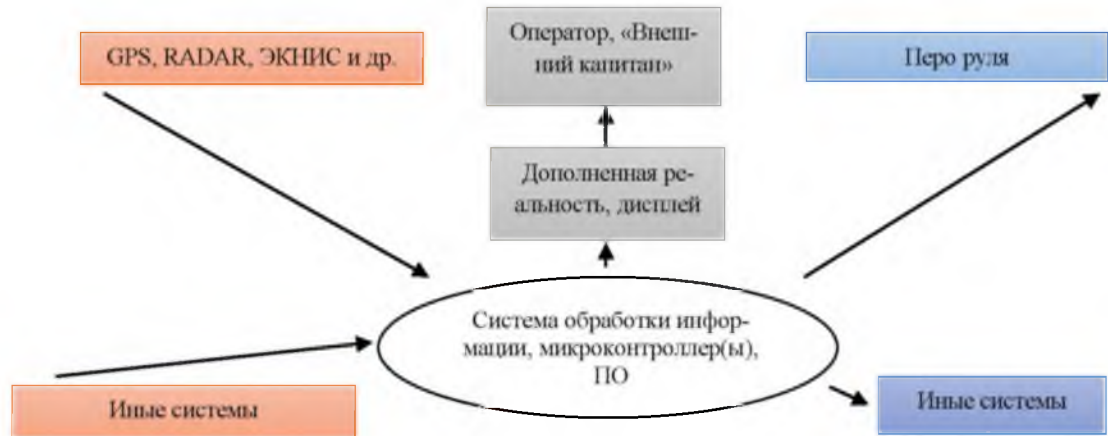 GPS, RADAR, ЭКНИС и др.
Оператор, «Внеш-
ний капитан»
Перо руля
Дополненная ре-
альность, дисплей
Система обработки инфор-
мации, микроконтроллер(ы),
ПО
Иные системы
Иные системы